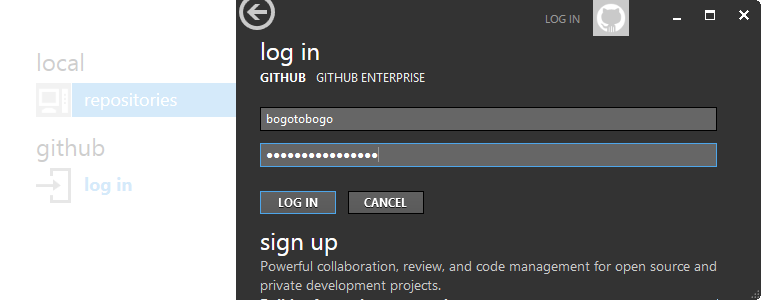 LOG IN
local
repositories
github
log in
log in
GITHUB GITHUB ENTERPRISE
bogotobogo
••••••••••••••••
LOG IN CANCEL
sign up
Powerful collaboration, review, and code management for open source and
private development projects.